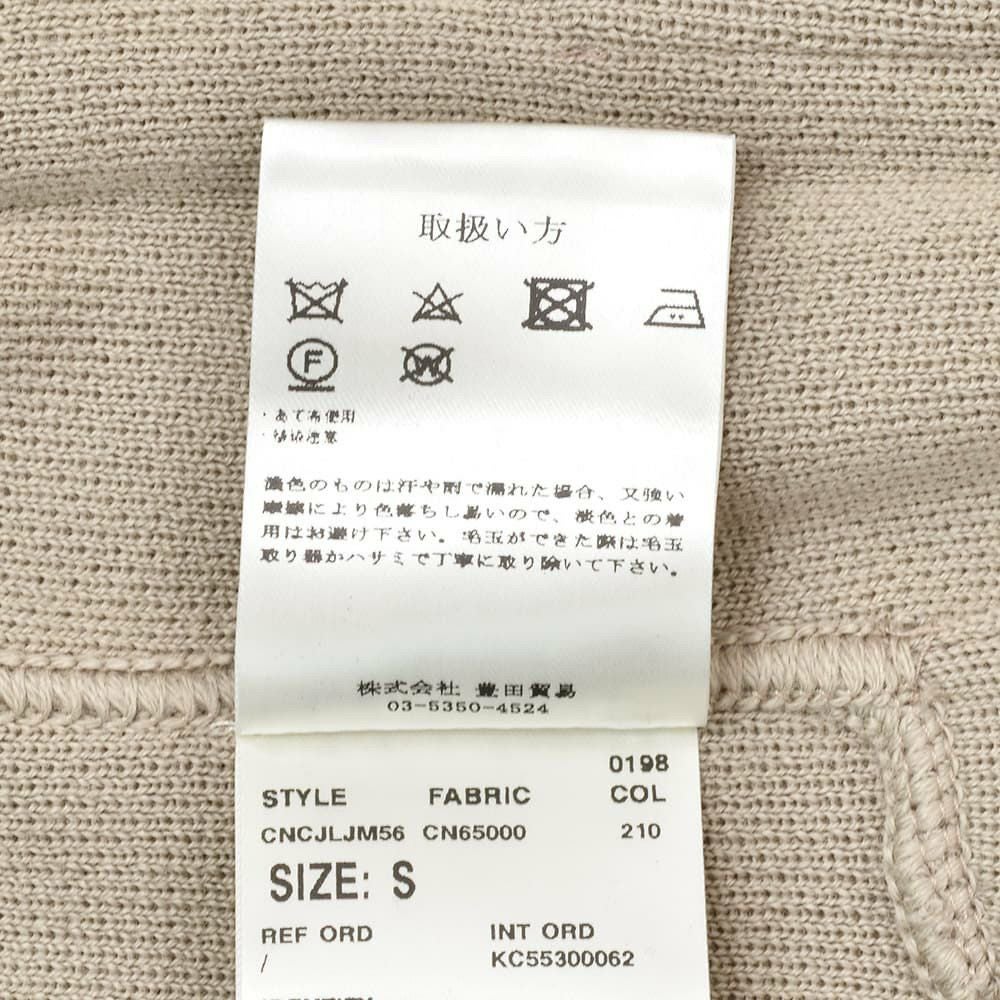 取扱い方
F W
・あて布使用
濃色のものは汗や雨で濡れた場合、又強い
摩擦により色落ちし易いので、淡色との着
用はお避け下さい。毛玉ができた際は毛玉
取り器かハサミで丁寧に取り除いて下さい。
株式会社 豊田貿易
03-5350-4524
0198
STYLE FABRIC COL
CNCJLJM56 CN65000 210
SIZE: S
REF ORD INT ORD
/ KC55300062